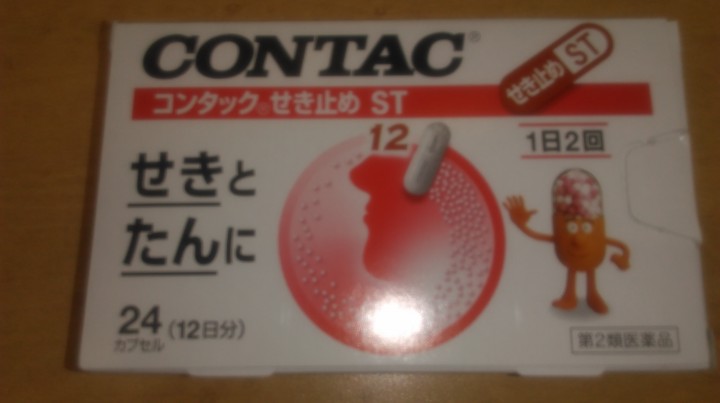 CONTAC®
コンタック®せき止め ST
せき止め ST
12
1日2回
せきと
たんに
24(12日分)
カプセル
第2類医薬品